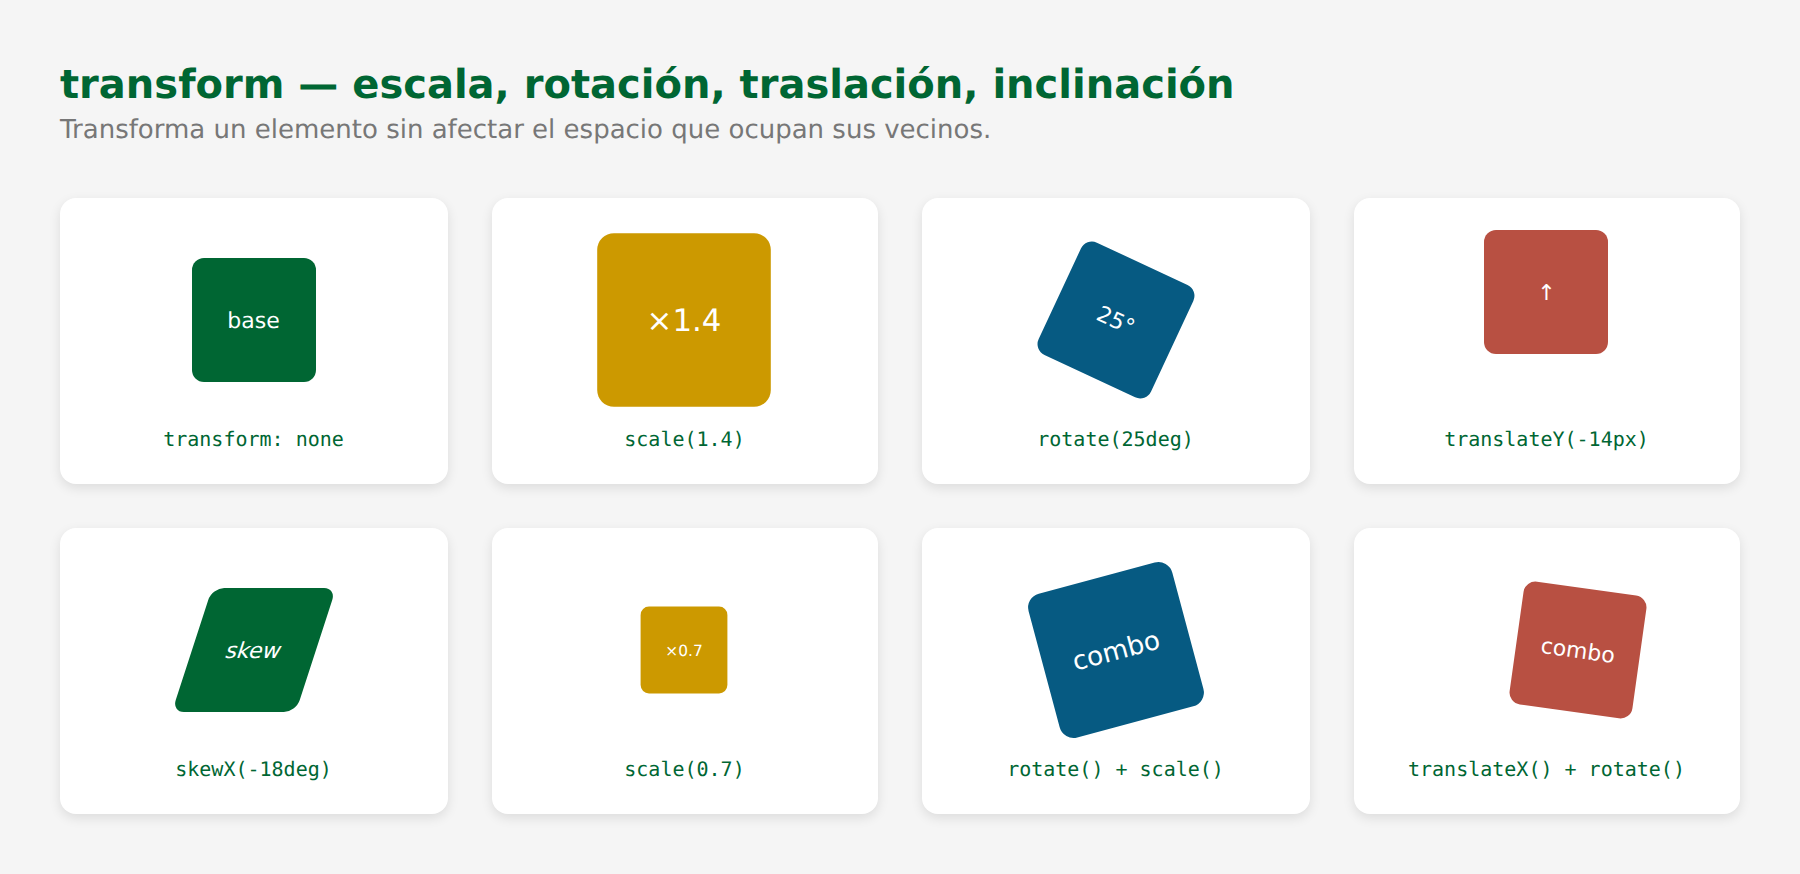 transform — escala, rotación, traslación, inclinación
Transforma un elemento sin afectar el espacio que ocupan sus vecinos.
base
transform: none
×1.4
scale(1.4)
25°
rotate(25deg)
↑
translateY(-14px)
skew
skewX(-18deg)
×0.7
scale(0.7)
combo
rotate() + scale()
combo
translateX() + rotate()